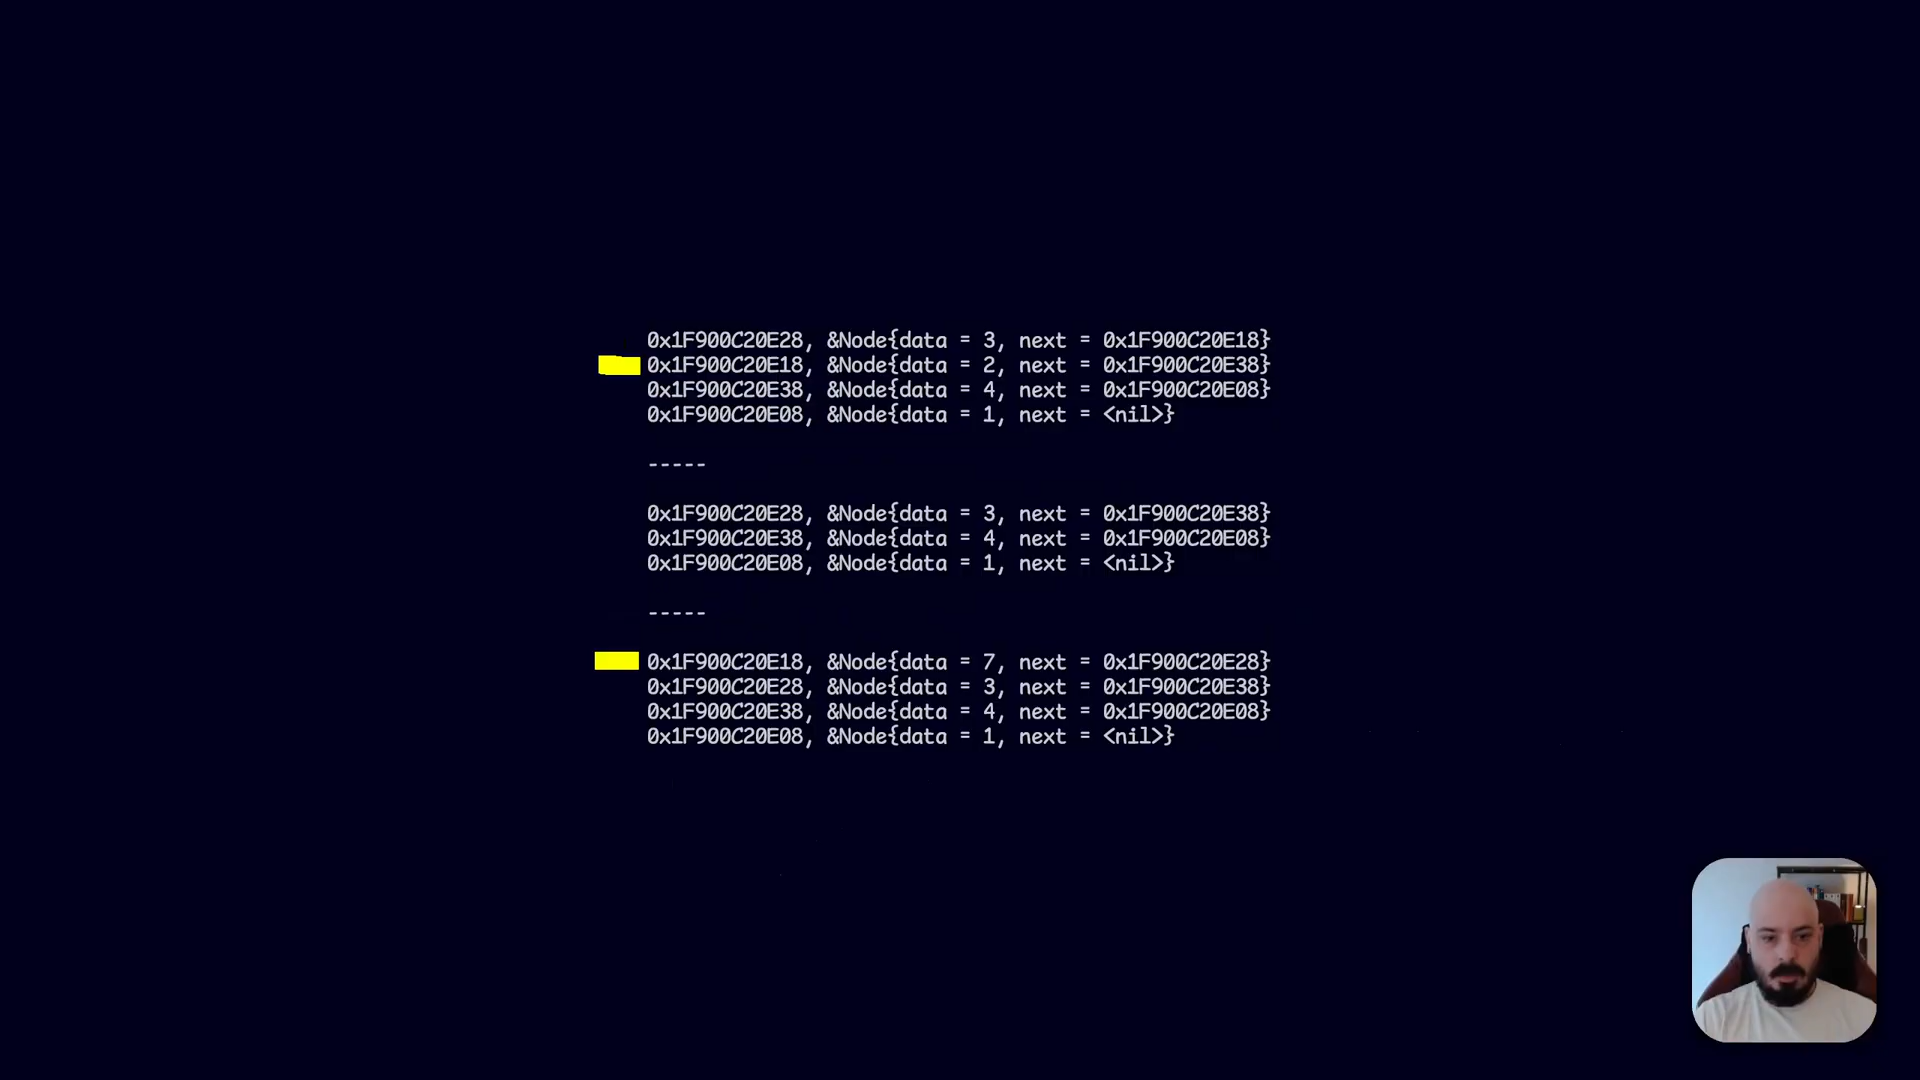 0x1F900C20E28, &Node{data = 3, next = 0x1F900C20E18}
0x1F900C20E18, &Node{data = 2, next = 0x1F900C20E38}
0x1F900C20E38, &Node{data = 4, next = 0x1F900C20E08}
0x1F900C20E08, &Node{data = 1, next = <nil>}
-----
0x1F900C20E28, &Node{data = 3, next = 0x1F900C20E38}
0x1F900C20E38, &Node{data = 4, next = 0x1F900C20E08}
0x1F900C20E08, &Node{data = 1, next = <nil>}
-----
0x1F900C20E18, &Node{data = 7, next = 0x1F900C20E28}
0x1F900C20E28, &Node{data = 3, next = 0x1F900C20E38}
0x1F900C20E38, &Node{data = 4, next = 0x1F900C20E08}
0x1F900C20E08, &Node{data = 1, next = <nil>}